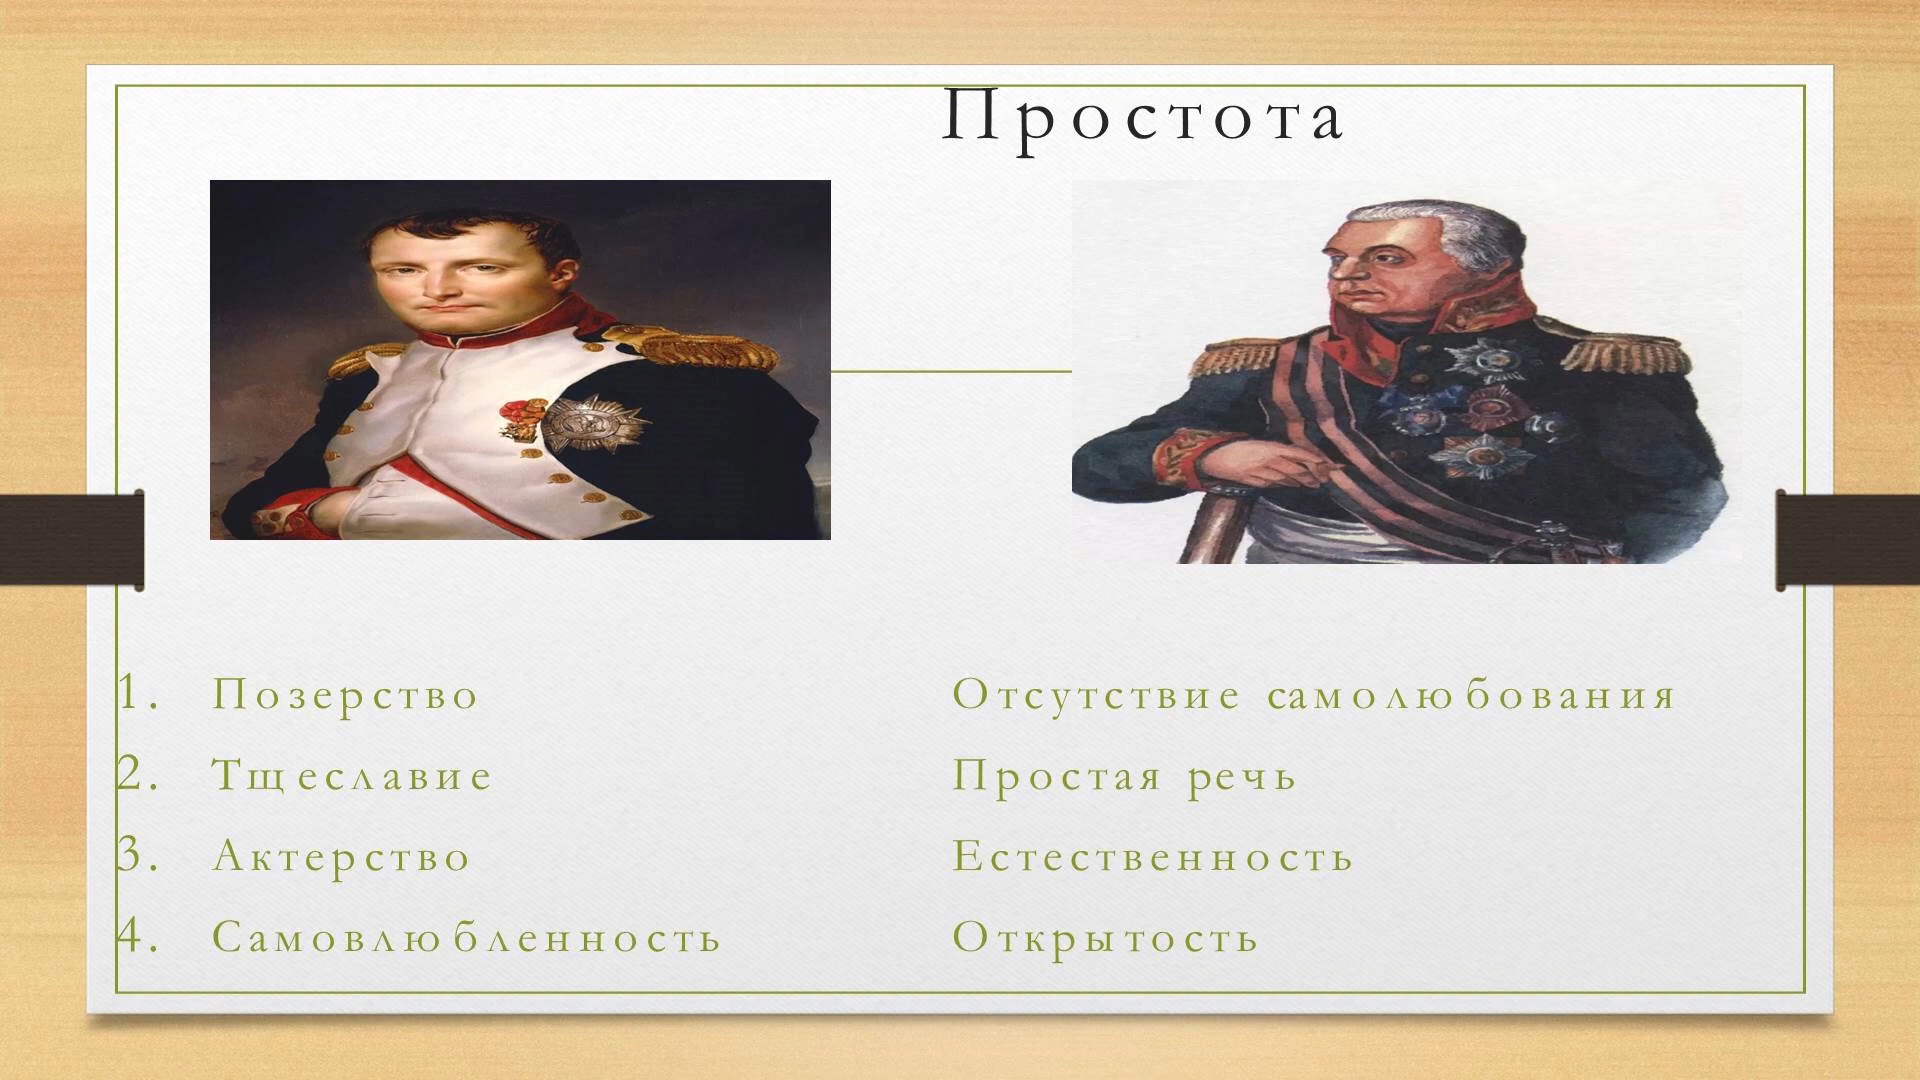 Простота
1. Позерство Отсутствие самолюбования
2. Тщеславие Простая речь
3. Актерство Естественность
4. Самовлюбленность Открытость